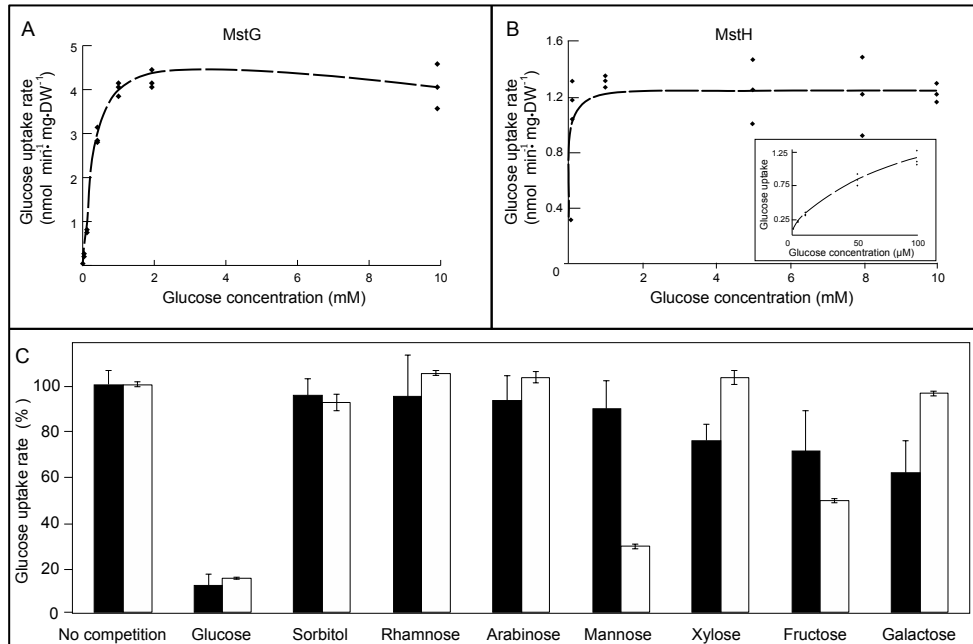 A
MstG
Glucose uptake rate
(nmol min-1 mg·DW-1)
5
4
3
2
1
0
0 2 4 6 8 10
Glucose concentration (mM)
B
MstH
Glucose uptake rate
(nmol min-1 mg·DW-1)
1.6
1.2
0.8
0.4
2 4 6 8 10
Glucose concentration (mM)
Glucose uptake
1.25
0.75
0.25
0 50 100
Glucose concentration (µM)
C
Glucose uptake rate (%)
100
80
60
40
20
0
No competition Glucose Sorbitol Rhamnose Arabinose Mannose Xylose Fructose Galactose